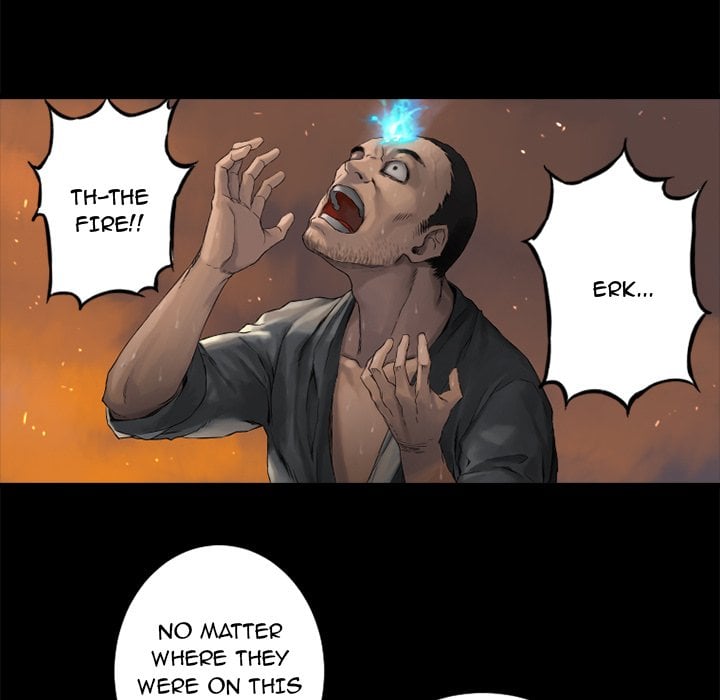 TH-THE
FIRE!!
ERK...
NO MATTER
WHERE THEY
WERE ON THIS